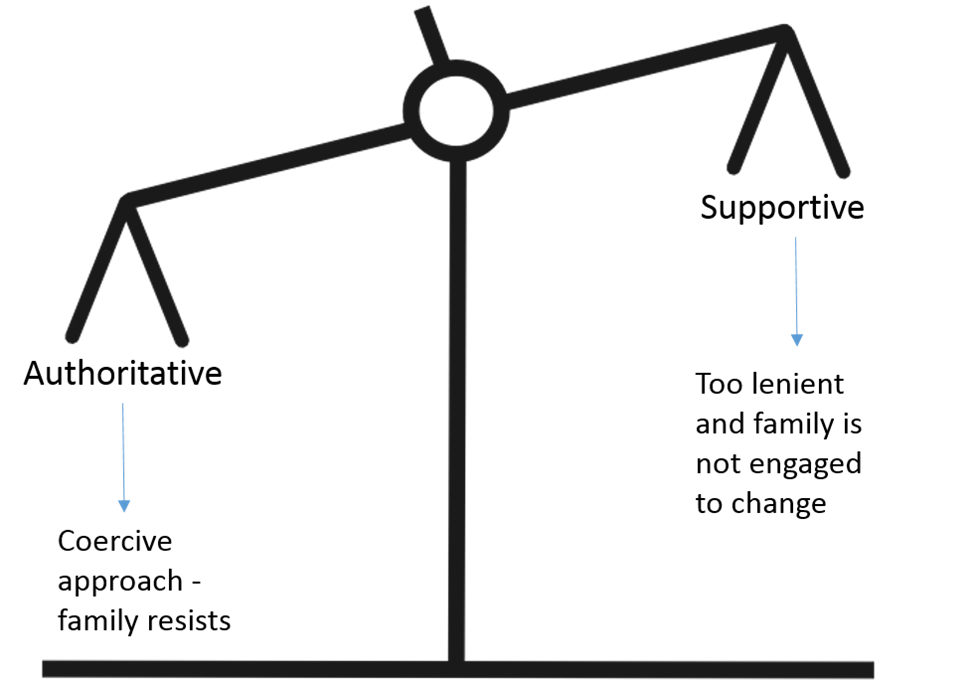 Supportive
Too lenient
and family is
not engaged
to change
Authoritative
Coercive
approach -
family resists